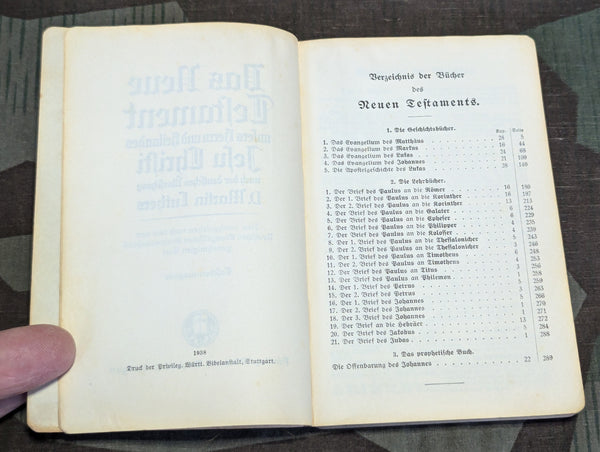 1938
Druck der Privileg. Württ. Bibelanstalt, Stuttgart.
Verzeichnis der Bücher
des
Neuen Testaments.
1. Die Geschichtsbücher.
Kap. Seite
1. Das Evangelium des Matthäus 28 5
2. Das Evangelium des Markus 16 44
3. Das Evangelium des Lukas 24 68
4. Das Evangelium des Johannes 21 109
5. Die Apostelgeschichte des Lukas 28 140
2. Die Lehrbücher.
1. Der Brief des Paulus an die Römer 16 180
2. Der 1. Brief des Paulus an die Korinther 16 197
3. Der 2. Brief des Paulus an die Korinther 13 213
4. Der Brief des Paulus an die Galater 6 224
5. Der Brief des Paulus an die Epheser 6 229
6. Der Brief des Paulus an die Philipper 4 235
7. Der Brief des Paulus an die Kolosser 4 239
8. Der 1. Brief des Paulus an die Thessalonicher 5 243
9. Der 2. Brief des Paulus an die Thessalonicher 3 246
10. Der 1. Brief des Paulus an Timotheus 6 248
11. Der 2. Brief des Paulus an Timotheus 4 253
12. Der Brief des Paulus an Titus 3 256
13. Der Brief des Paulus an Philemon 1 258
14. Der 1. Brief des Petrus 5 259
15. Der 2. Brief des Petrus 3 263
16. Der 1. Brief des Johannes 5 266
17. Der 2. Brief des Johannes 1 270
18. Der 3. Brief des Johannes 1 271
19. Der Brief an die Hebräer 13 272
20. Der Brief des Jakobus 5 284
21. Der Brief des Judas 1 288
3. Das prophetische Buch.
Die Offenbarung des Johannes 22 289